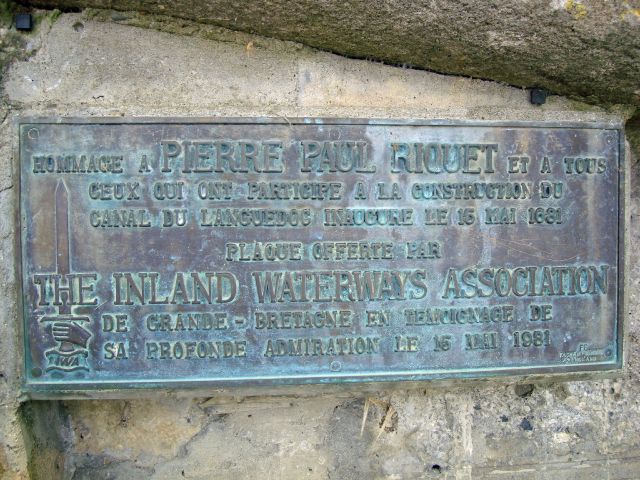 HOMMAGE A PIERRE PAUL RIQUET ET A TOUS
CEUX QUI ONT PARTICIPE A LA CONSTRUCTION DU
CANAL DU LANGUEDOC INAUGURE LE 15 MAI 1681
PLAQUE OFFERTE PAR
THE INLAND WATERWAYS ASSOCIATION
DE GRANDE - BRETAGNE EN TEMOIGNAGE DE
SA PROFONDE ADMIRATION LE 15 MAI 1981
IWA